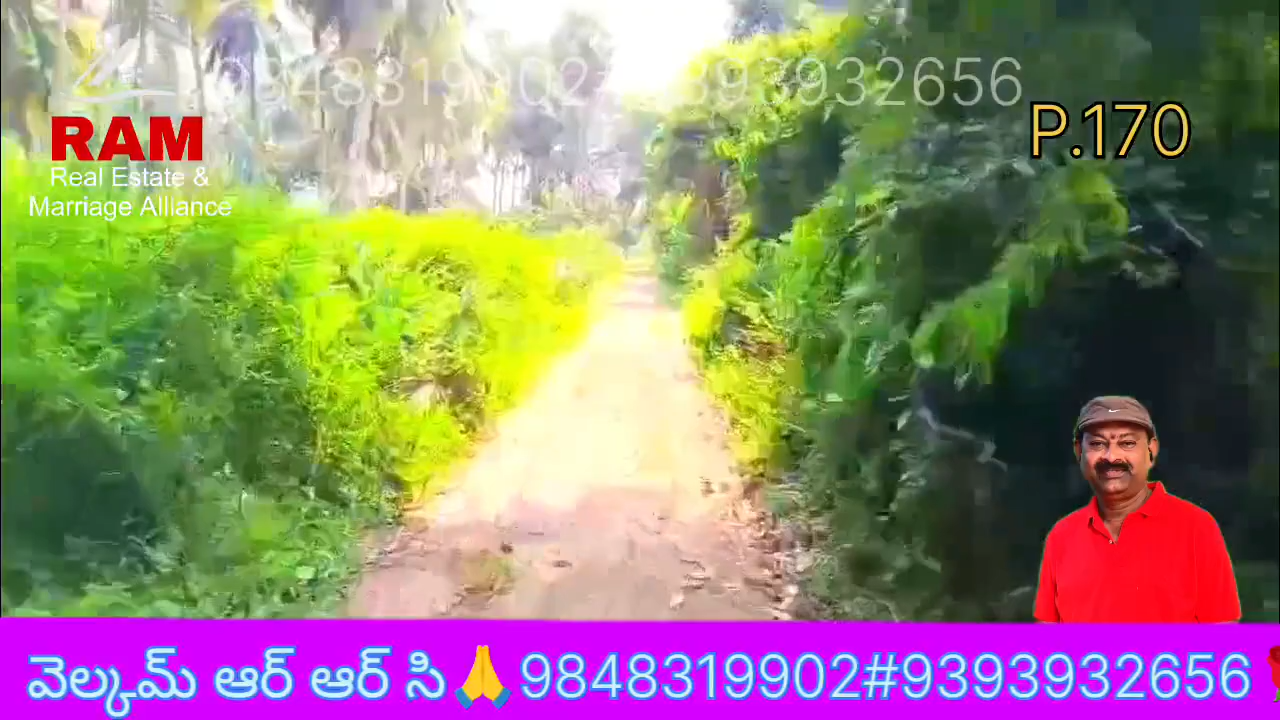 9848319902#9393932656
P.170
RAM
Real Estate &
Marriage Alliance
వెల్కమ్ ఆర్ ఆర్ సి🙏9848319902#9393932656